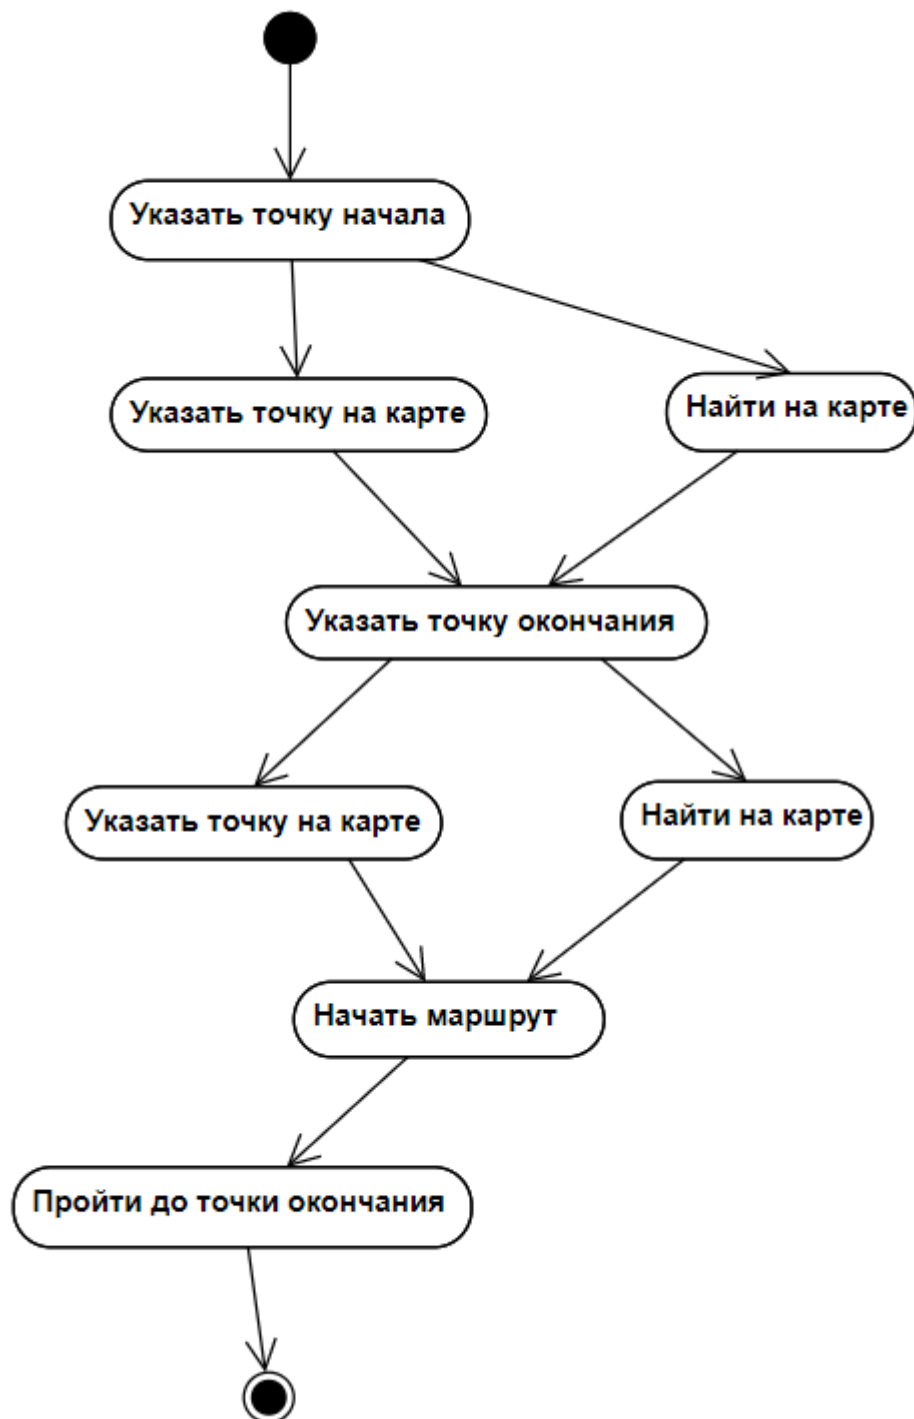 Указать точку начала
Указать точку на карте
Найти на карте
Указать точку окончания
Указать точку на карте
Найти на карте
Начать маршрут
Пройти до точки окончания